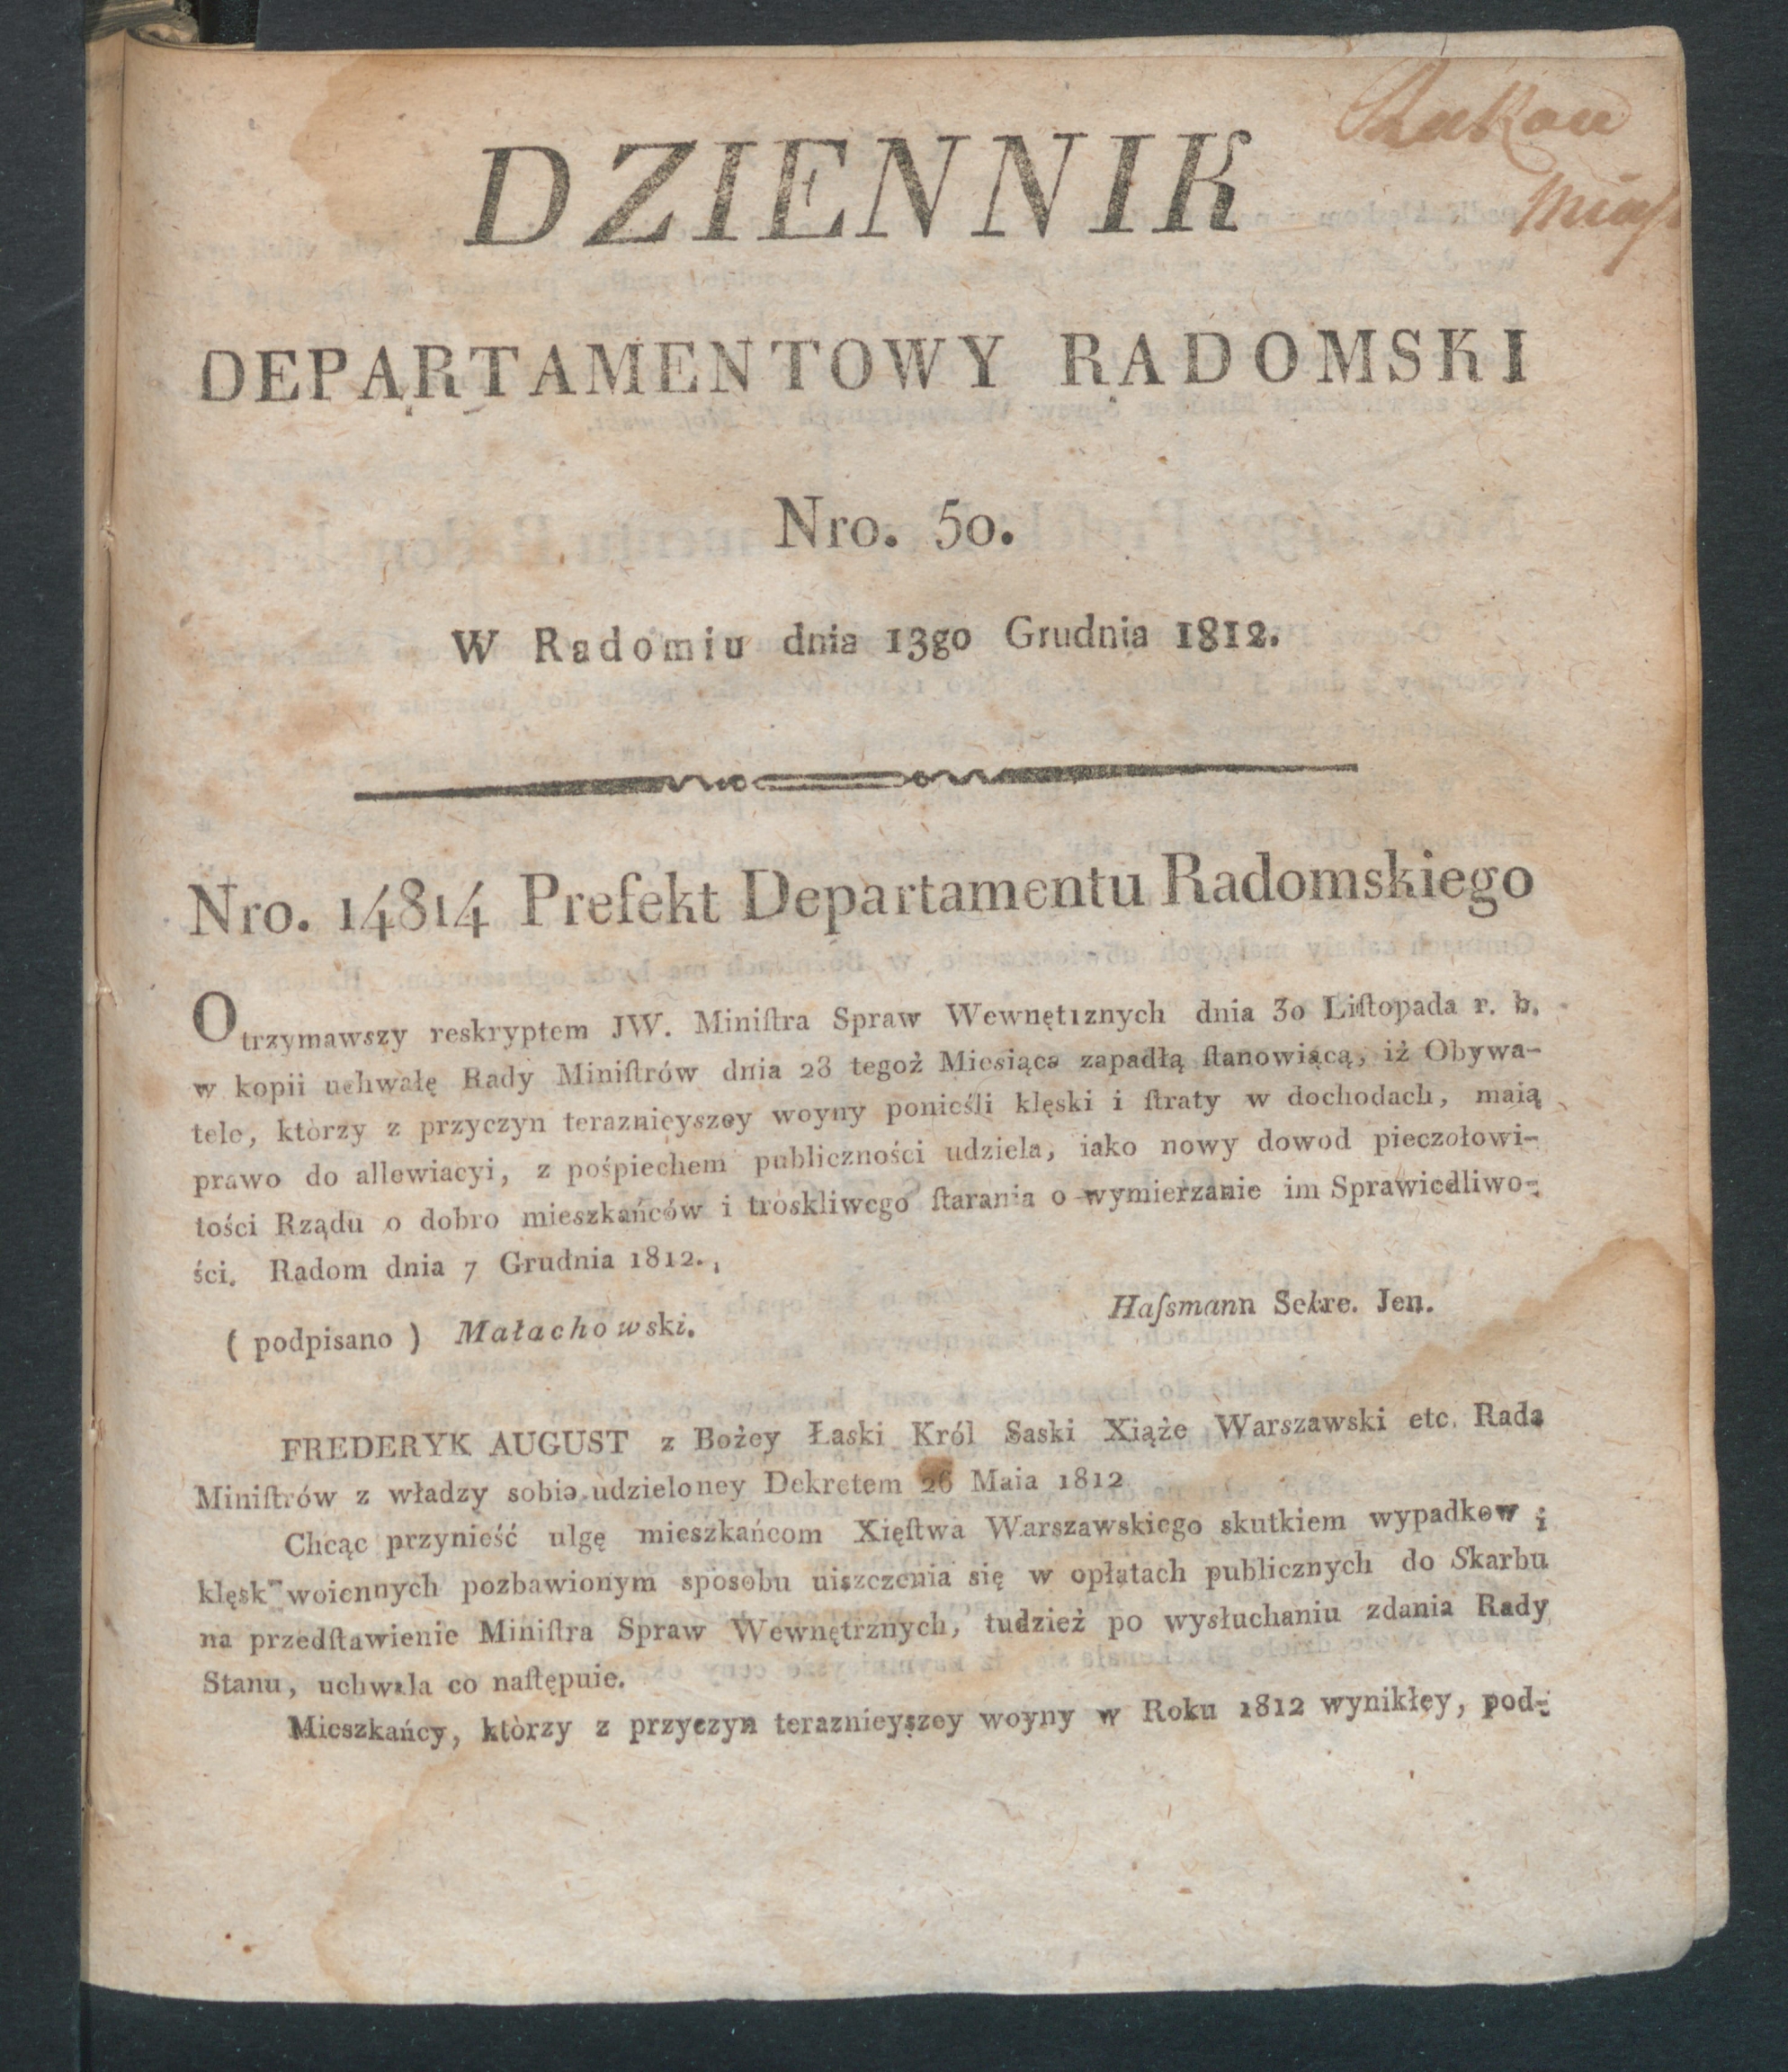 DZIENNIK
DEPARTAMENTOWY RADOMSKI
Nro. 50.
W Radomiu dnia 13go Grudnia 1812.
Nro. 14814 Prefekt Departamentu Radomskiego
Otrzymawszy reskryptem JW. Miniſtra Spraw Wewnętrznych dnia 30 Liſtopada r. b.
w kopii uchwałę Rady Miniſtrów dnia 23 tegoż Miesiąca zapadłą ſtanowiącą, iż Obywa-
tele, ktòrzy z przyczyn teraznieyszey woyny ponieśli klęski i ſtraty w dochodach, maią
prawo do allewiacyi, z pośpiechem publiczności udziela, iako nowy dowod pieczołowi-
tości Rządu o dobro mieszkańców i troskliwego ſtarania o wymierzanie im Sprawiedliwo-
ści. Radom dnia 7 Grudnia 1812.
( podpisano ) Małachowski.
Haſsmann Sekre. Jen.
FREDERYK AUGUST z Bożey Łaski Król Saski Xiąże Warszawski etc. Rada
Miniſtrów z władzy sobie udzieloney Dekretem 26 Maia 1812
Chcąc przynieść ulgę mieszkańcom Xięſtwa Warszawskiego skutkiem wypadkow i
klęsk woiennych pozbawionym sposobu uiszczenia się w opłatach publicznych do Skarbu
na przedſtawienie Miniſtra Spraw Wewnętrznych, tudzież po wysłuchaniu zdania Rady
Stanu, uchwala co naſtępuie.
Mieszkańcy, ktòrzy z przyczyn teraznieyszey woyny w Roku 1812 wynikłey, pod-